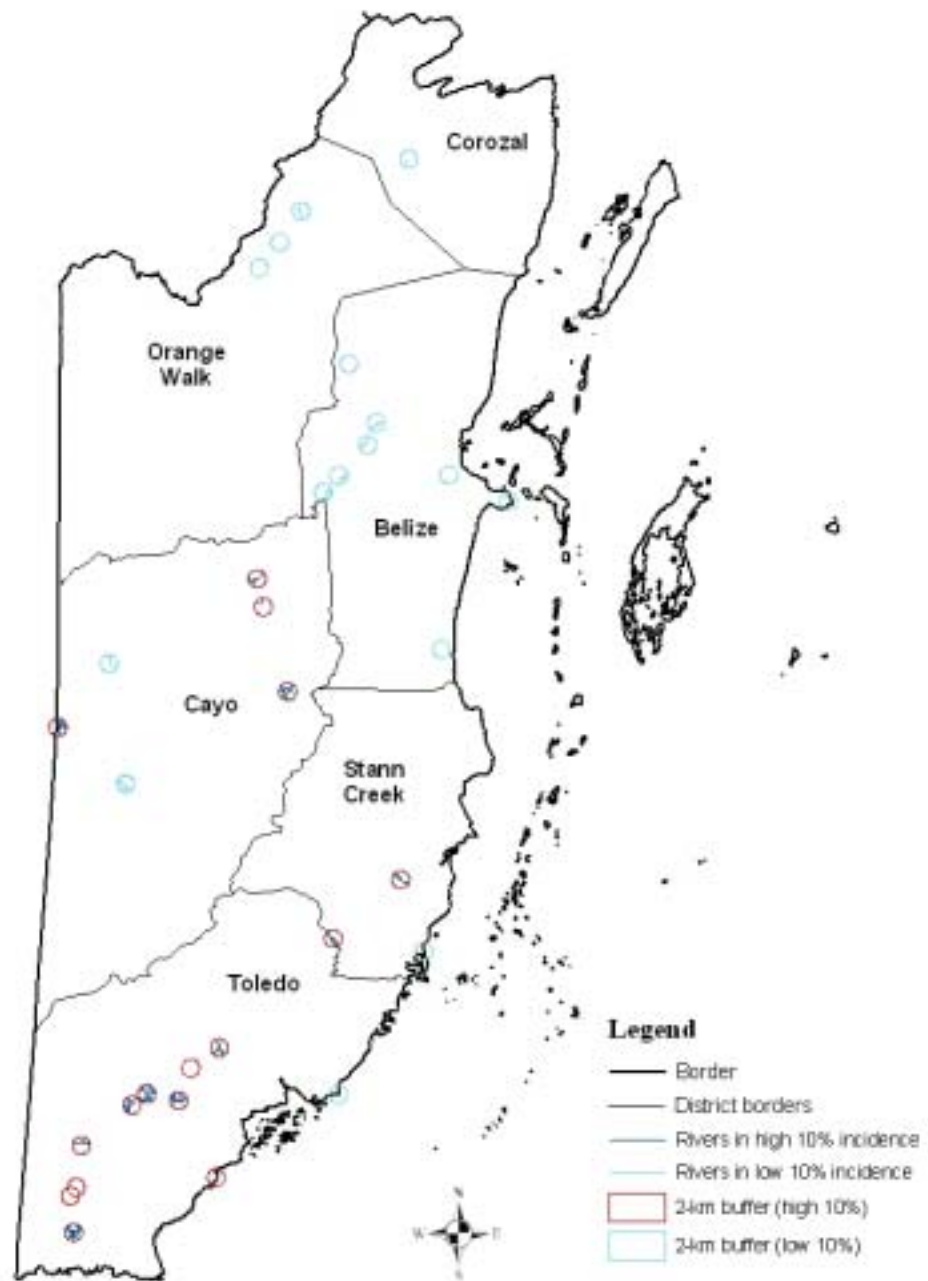 Corozal
Orange
Walk
Belize
Cayo
Stann
Creek
Toledo
Legend
Border
District borders
Rivers in high 10% incidence
Rivers in low 10% incidence
2-km buffer (high 10%)
2-km buffer (low 10%)
N
W
E
S